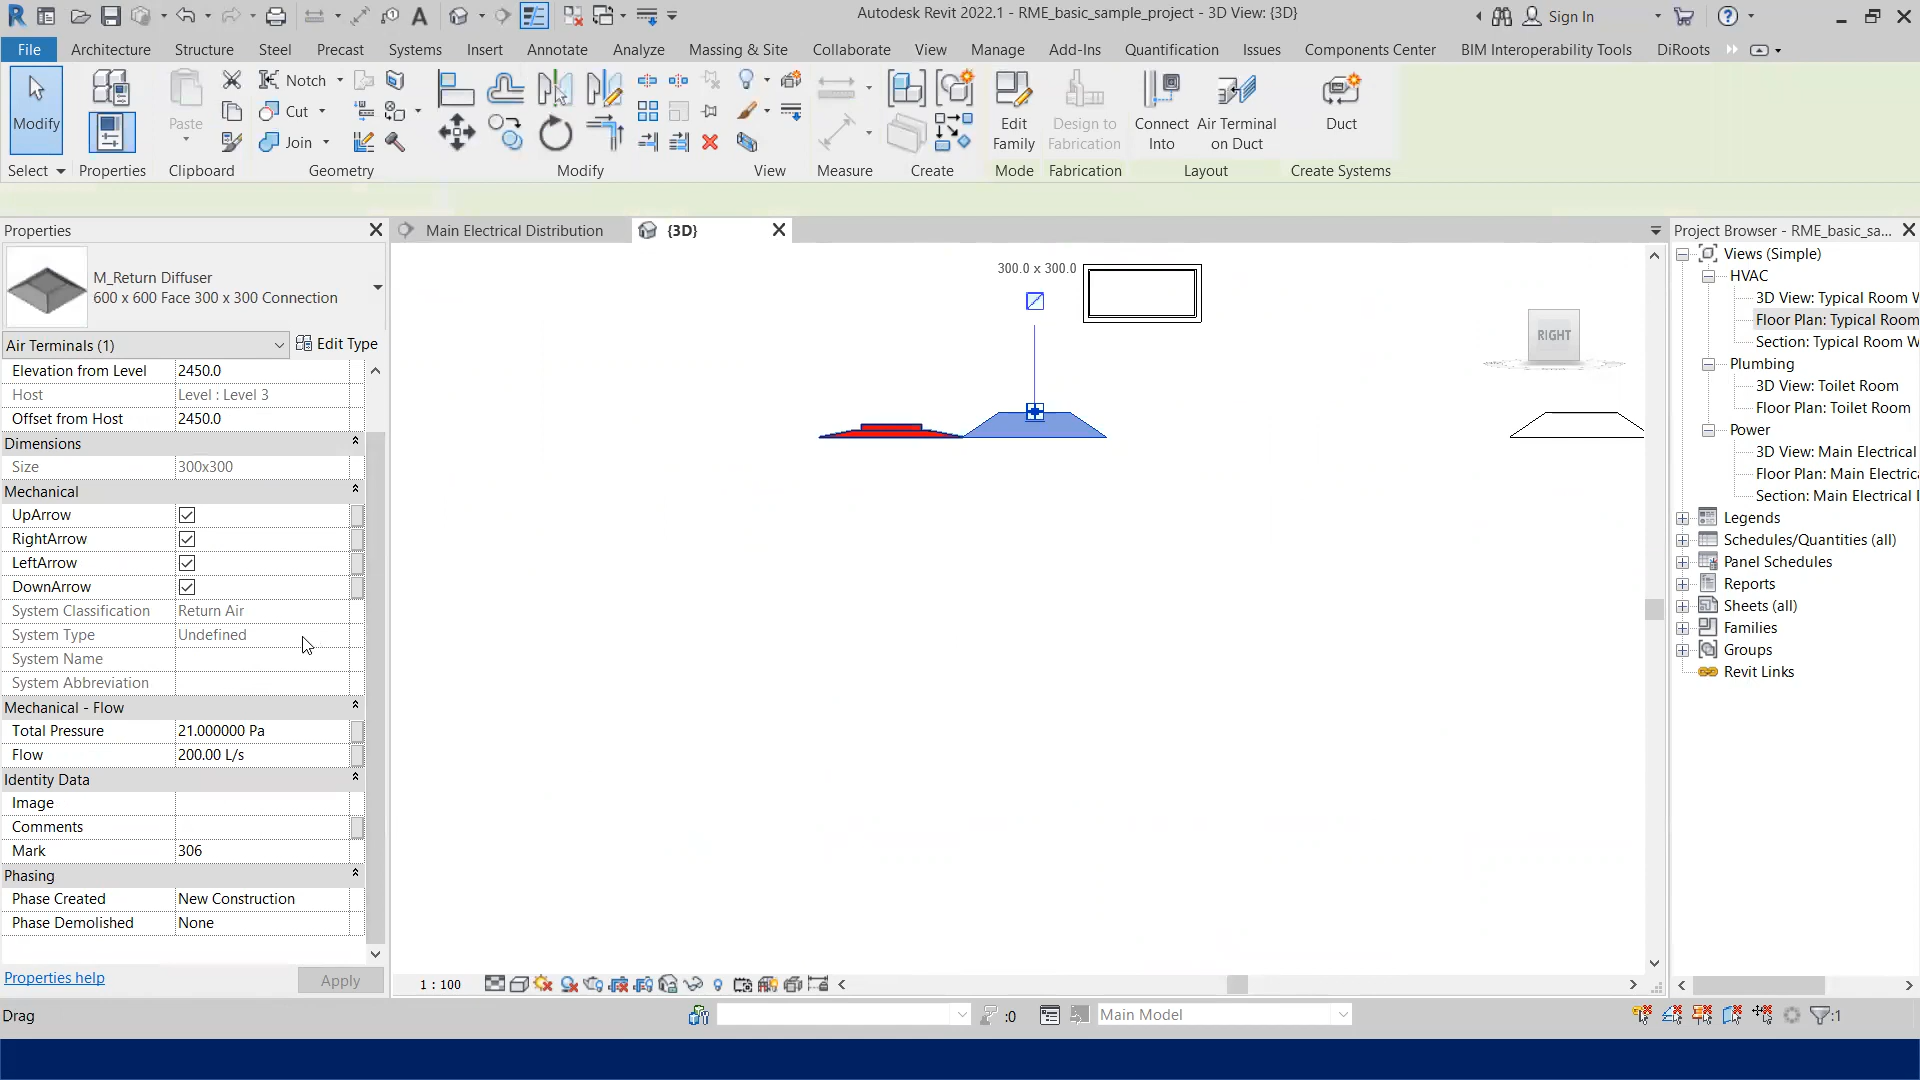 Autodesk Revit 2022.1 - RME_basic_sample_project - 3D View: {3D}
Sign In
File Architecture Structure Steel Precast Systems Insert Annotate Analyze Massing & Site Collaborate View Manage Add-Ins Quantification Issues Components Center BIM Interoperability Tools DiRoots
Modify
Paste
Notch
Cut
Join
Edit Family
Design to Fabrication
Connect Into
Air Terminal on Duct
Duct
Select Properties Clipboard Geometry Modify View Measure Create Mode Fabrication Layout Create Systems
Properties
M_Return Diffuser
600 x 600 Face 300 x 300 Connection
Air Terminals (1)
Edit Type
Elevation from Level 2450.0
Host Level : Level 3
Offset from Host 2450.0
Dimensions
Size 300x300
Mechanical
UpArrow
RightArrow
LeftArrow
DownArrow
System Classification Return Air
System Type Undefined
System Name
System Abbreviation
Mechanical - Flow
Total Pressure 21.000000 Pa
Flow 200.00 L/s
Identity Data
Image
Comments
Mark 306
Phasing
Phase Created New Construction
Phase Demolished None
Properties help
Apply
Main Electrical Distribution
{3D}
300.0 x 300.0
RIGHT
1 : 100
Project Browser - RME_basic_sa...
Views (Simple)
HVAC
3D View: Typical Room W
Floor Plan: Typical Room
Section: Typical Room W
Plumbing
3D View: Toilet Room
Floor Plan: Toilet Room
Power
3D View: Main Electrical
Floor Plan: Main Electrica
Section: Main Electrical
Legends
Schedules/Quantities (all)
Panel Schedules
Reports
Sheets (all)
Families
Groups
Revit Links
Drag
:0
Main Model
:1